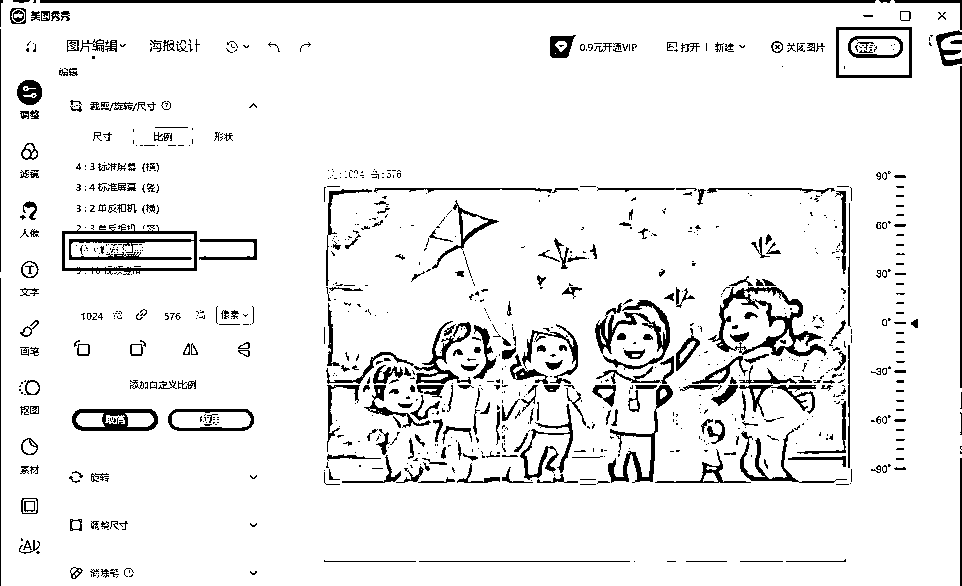 美图秀秀
图片编辑 海报设计 0.9元开通VIP 打开 新建 关闭图片
编辑
调整
滤镜
人像
文字
画笔
抠图
素材
AI
裁剪/旋转/尺寸
尺寸 比例 形状
4:3 标准屏幕 (横)
3:4 标准屏幕 (竖)
3:2 单反相机 (横)
2:3 单反相机 (竖)
1024 宽 576 高 像素
添加自定义比例
取消 应用
旋转
调整尺寸
消除笔
宽:1024 高:576
90°
60°
30°
0°
-30°
-60°
-90°